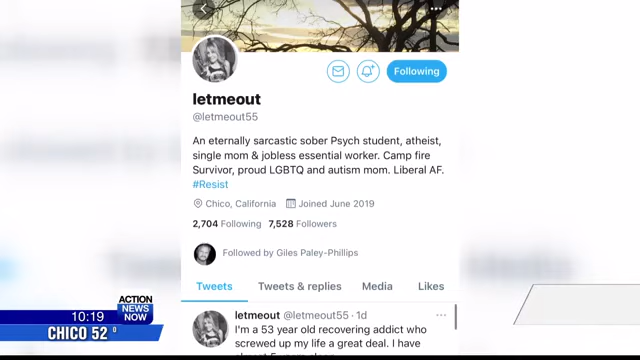 letmeout
@letmeout55
Following
An eternally sarcastic sober Psych student, atheist,
single mom & jobless essential worker. Camp fire
Survivor, proud LGBTQ and autism mom. Liberal AF.
#Resist
Chico, California Joined June 2019
2,704 Following 7,528 Followers
Followed by Giles Paley-Phillips
Tweets Tweets & replies Media Likes
letmeout @letmeout55 · 1d
I'm a 53 year old recovering addict who
screwed up my life a great deal. I have
ACTION
NEWS
NOW
10:19
CHICO 52°